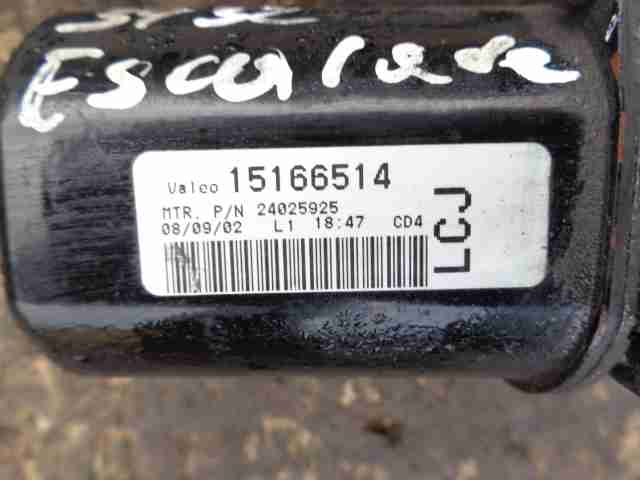 Escalade
Valeo 15166514
MTR. P/N 24025925
08/09/02 L1 18:47 CD4
LCJ